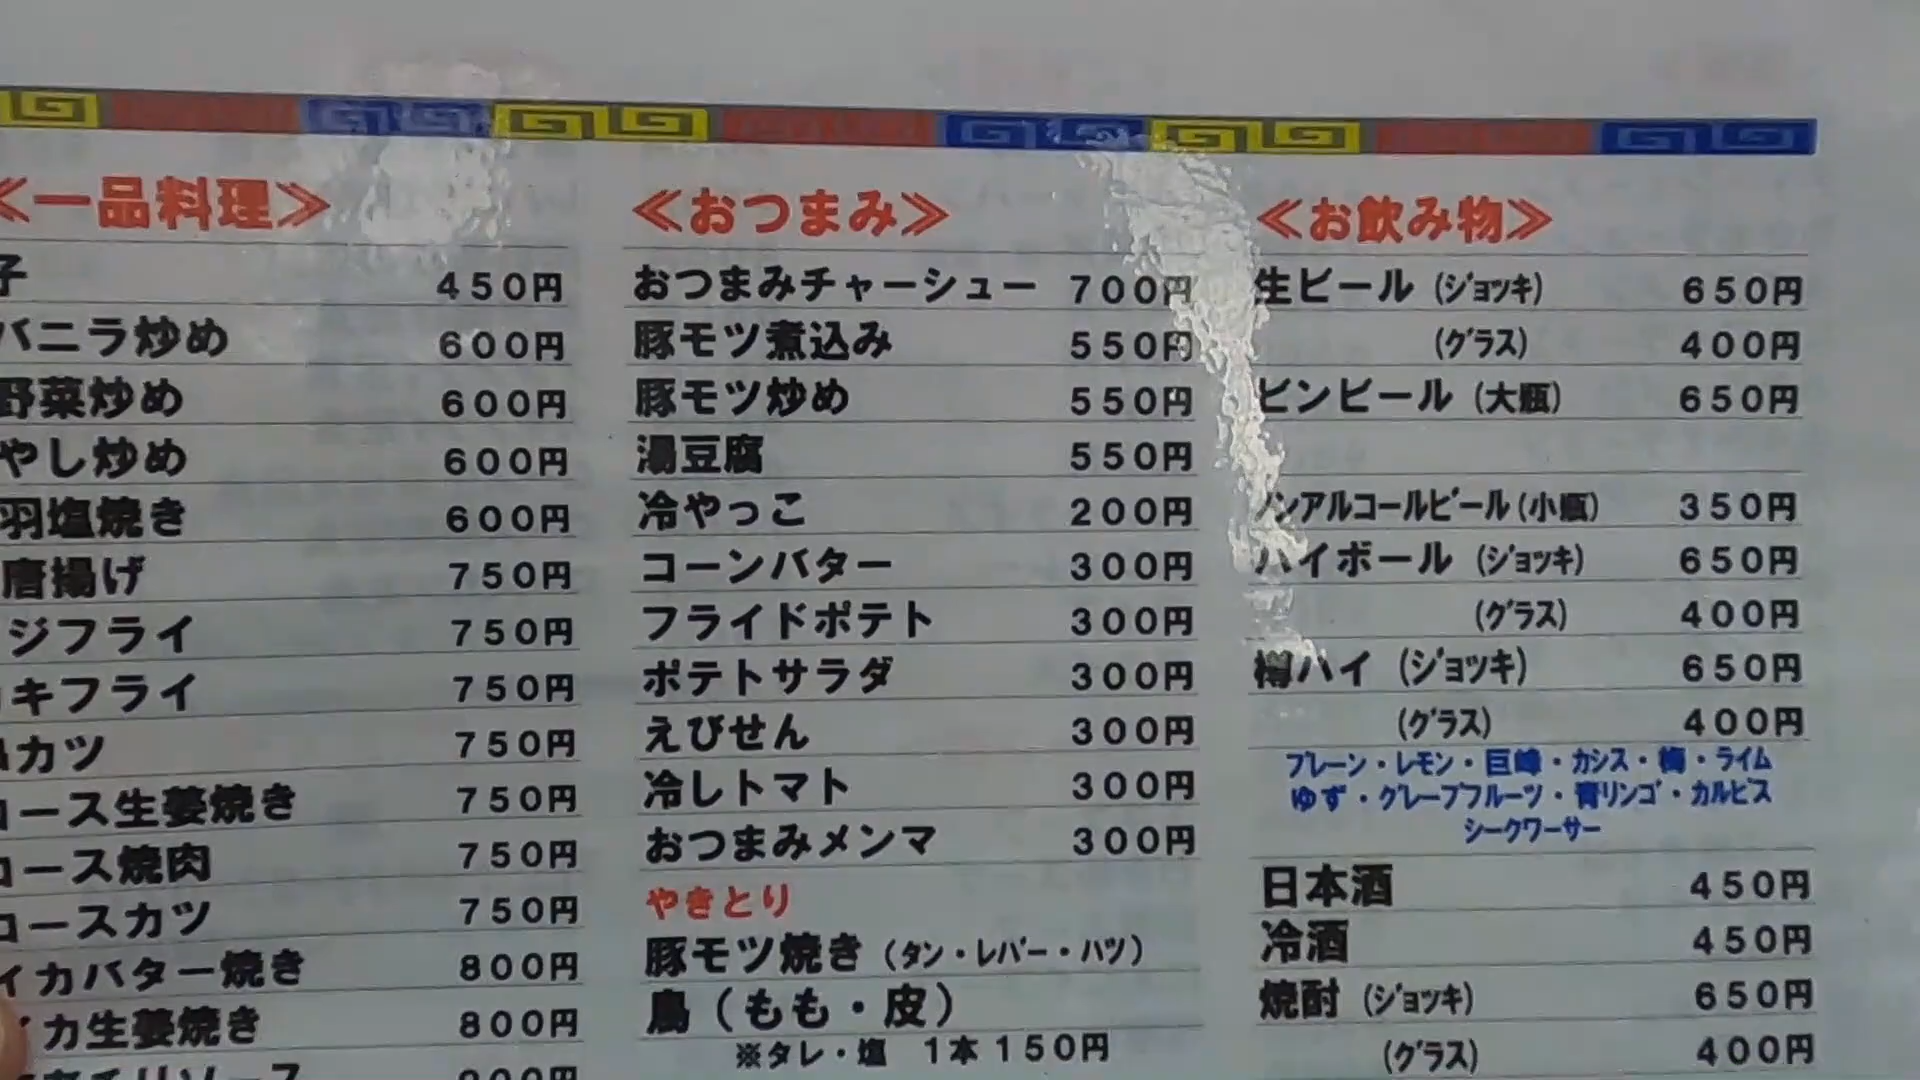 ≪一品料理≫
子 450円
バニラ炒め 600円
野菜炒め 600円
やし炒め 600円
羽塩焼き 600円
唐揚げ 750円
ジフライ 750円
キフライ 750円
カツ 750円
ロース生姜焼き 750円
ロース焼肉 750円
ロースカツ 750円
イカバター焼き 800円
イカ生姜焼き 800円
チリソース
≪おつまみ≫
おつまみチャーシュー 700円
豚モツ煮込み 550円
豚モツ炒め 550円
湯豆腐 550円
冷やっこ 200円
コーンバター 300円
フライドポテト 300円
ポテトサラダ 300円
えびせん 300円
冷しトマト 300円
おつまみメンマ 300円
やきとり
豚モツ焼き（タン・レバー・ハツ）
鳥（もも・皮）
※タレ・塩 1本150円
≪お飲み物≫
生ビール（ジョッキ） 650円
（グラス） 400円
ビンビール（大瓶） 650円
ノンアルコールビール（小瓶） 350円
ハイボール（ジョッキ） 650円
（グラス） 400円
樽ハイ（ジョッキ） 650円
（グラス） 400円
プレーン・レモン・巨峰・カシス・梅・ライム
ゆず・グレープフルーツ・青リンゴ・カルピス
シークワーサー
日本酒 450円
冷酒 450円
焼酎（ジョッキ） 650円
（グラス） 400円